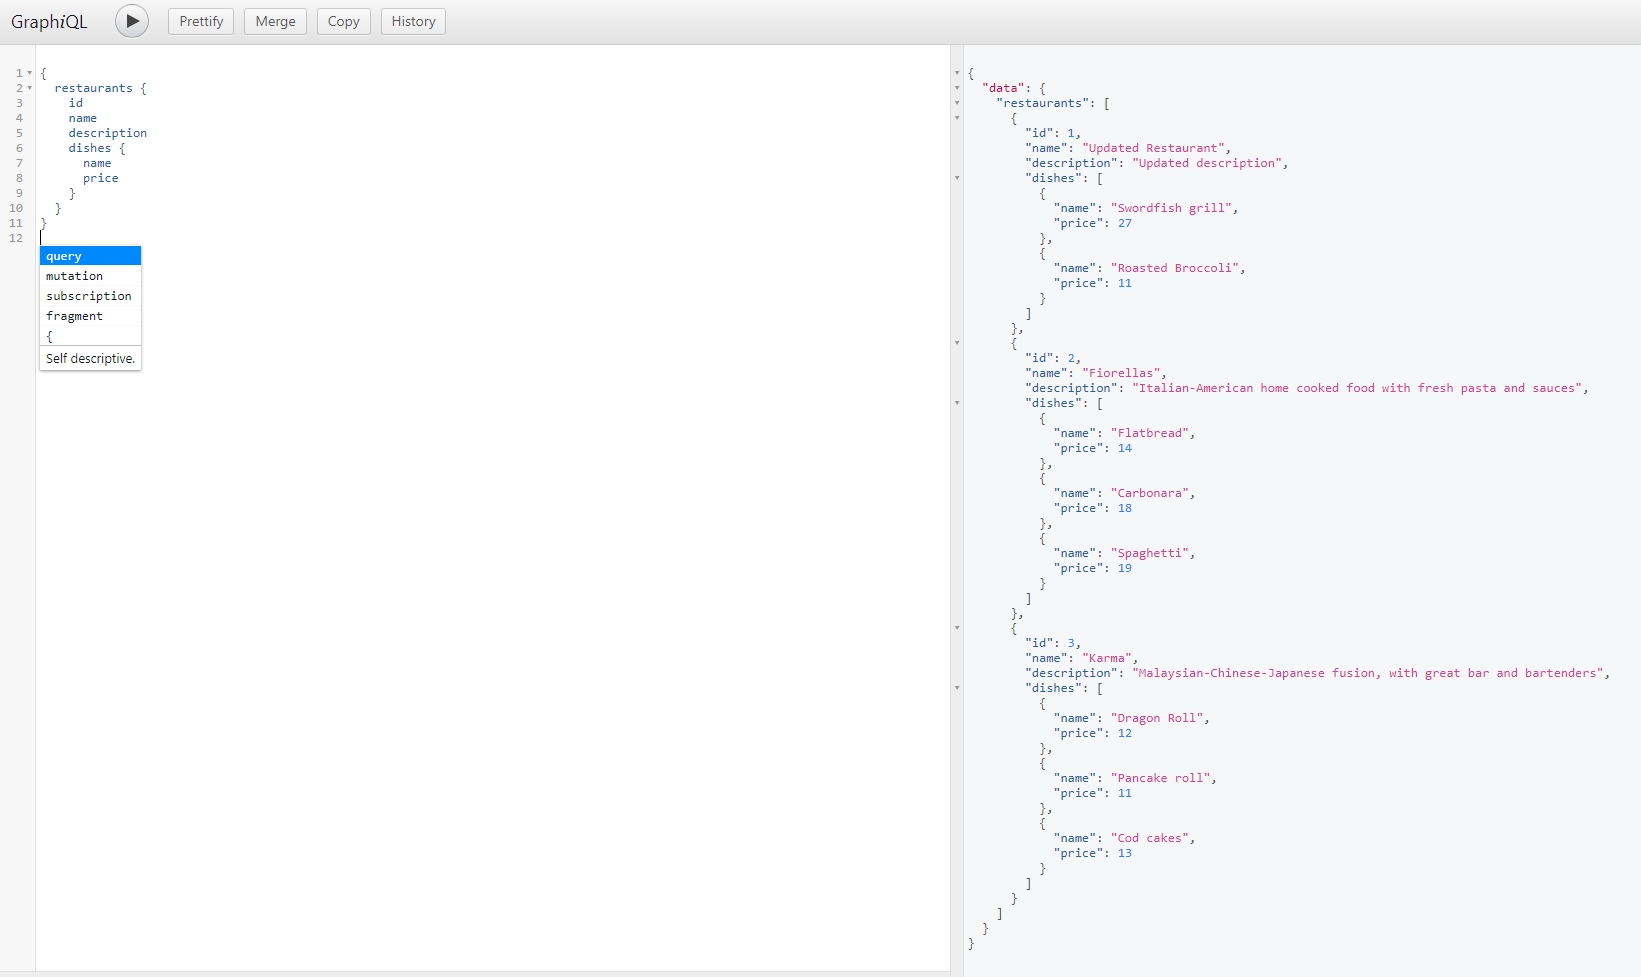 GraphiQL
Prettify
Merge
Copy
History
1 {
2 restaurants {
3 id
4 name
5 description
6 dishes {
7 name
8 price
9 }
10 }
11 }
12
query
mutation
subscription
fragment
{
Self descriptive.
{
"data": {
"restaurants": [
{
"id": 1,
"name": "Updated Restaurant",
"description": "Updated description",
"dishes": [
{
"name": "Swordfish grill",
"price": 27
},
{
"name": "Roasted Broccoli",
"price": 11
}
]
},
{
"id": 2,
"name": "Fiorellas",
"description": "Italian-American home cooked food with fresh pasta and sauces",
"dishes": [
{
"name": "Flatbread",
"price": 14
},
{
"name": "Carbonara",
"price": 18
},
{
"name": "Spaghetti",
"price": 19
}
]
},
{
"id": 3,
"name": "Karma",
"description": "Malaysian-Chinese-Japanese fusion, with great bar and bartenders",
"dishes": [
{
"name": "Dragon Roll",
"price": 12
},
{
"name": "Pancake roll",
"price": 11
},
{
"name": "Cod cakes",
"price": 13
}
]
}
]
}
}